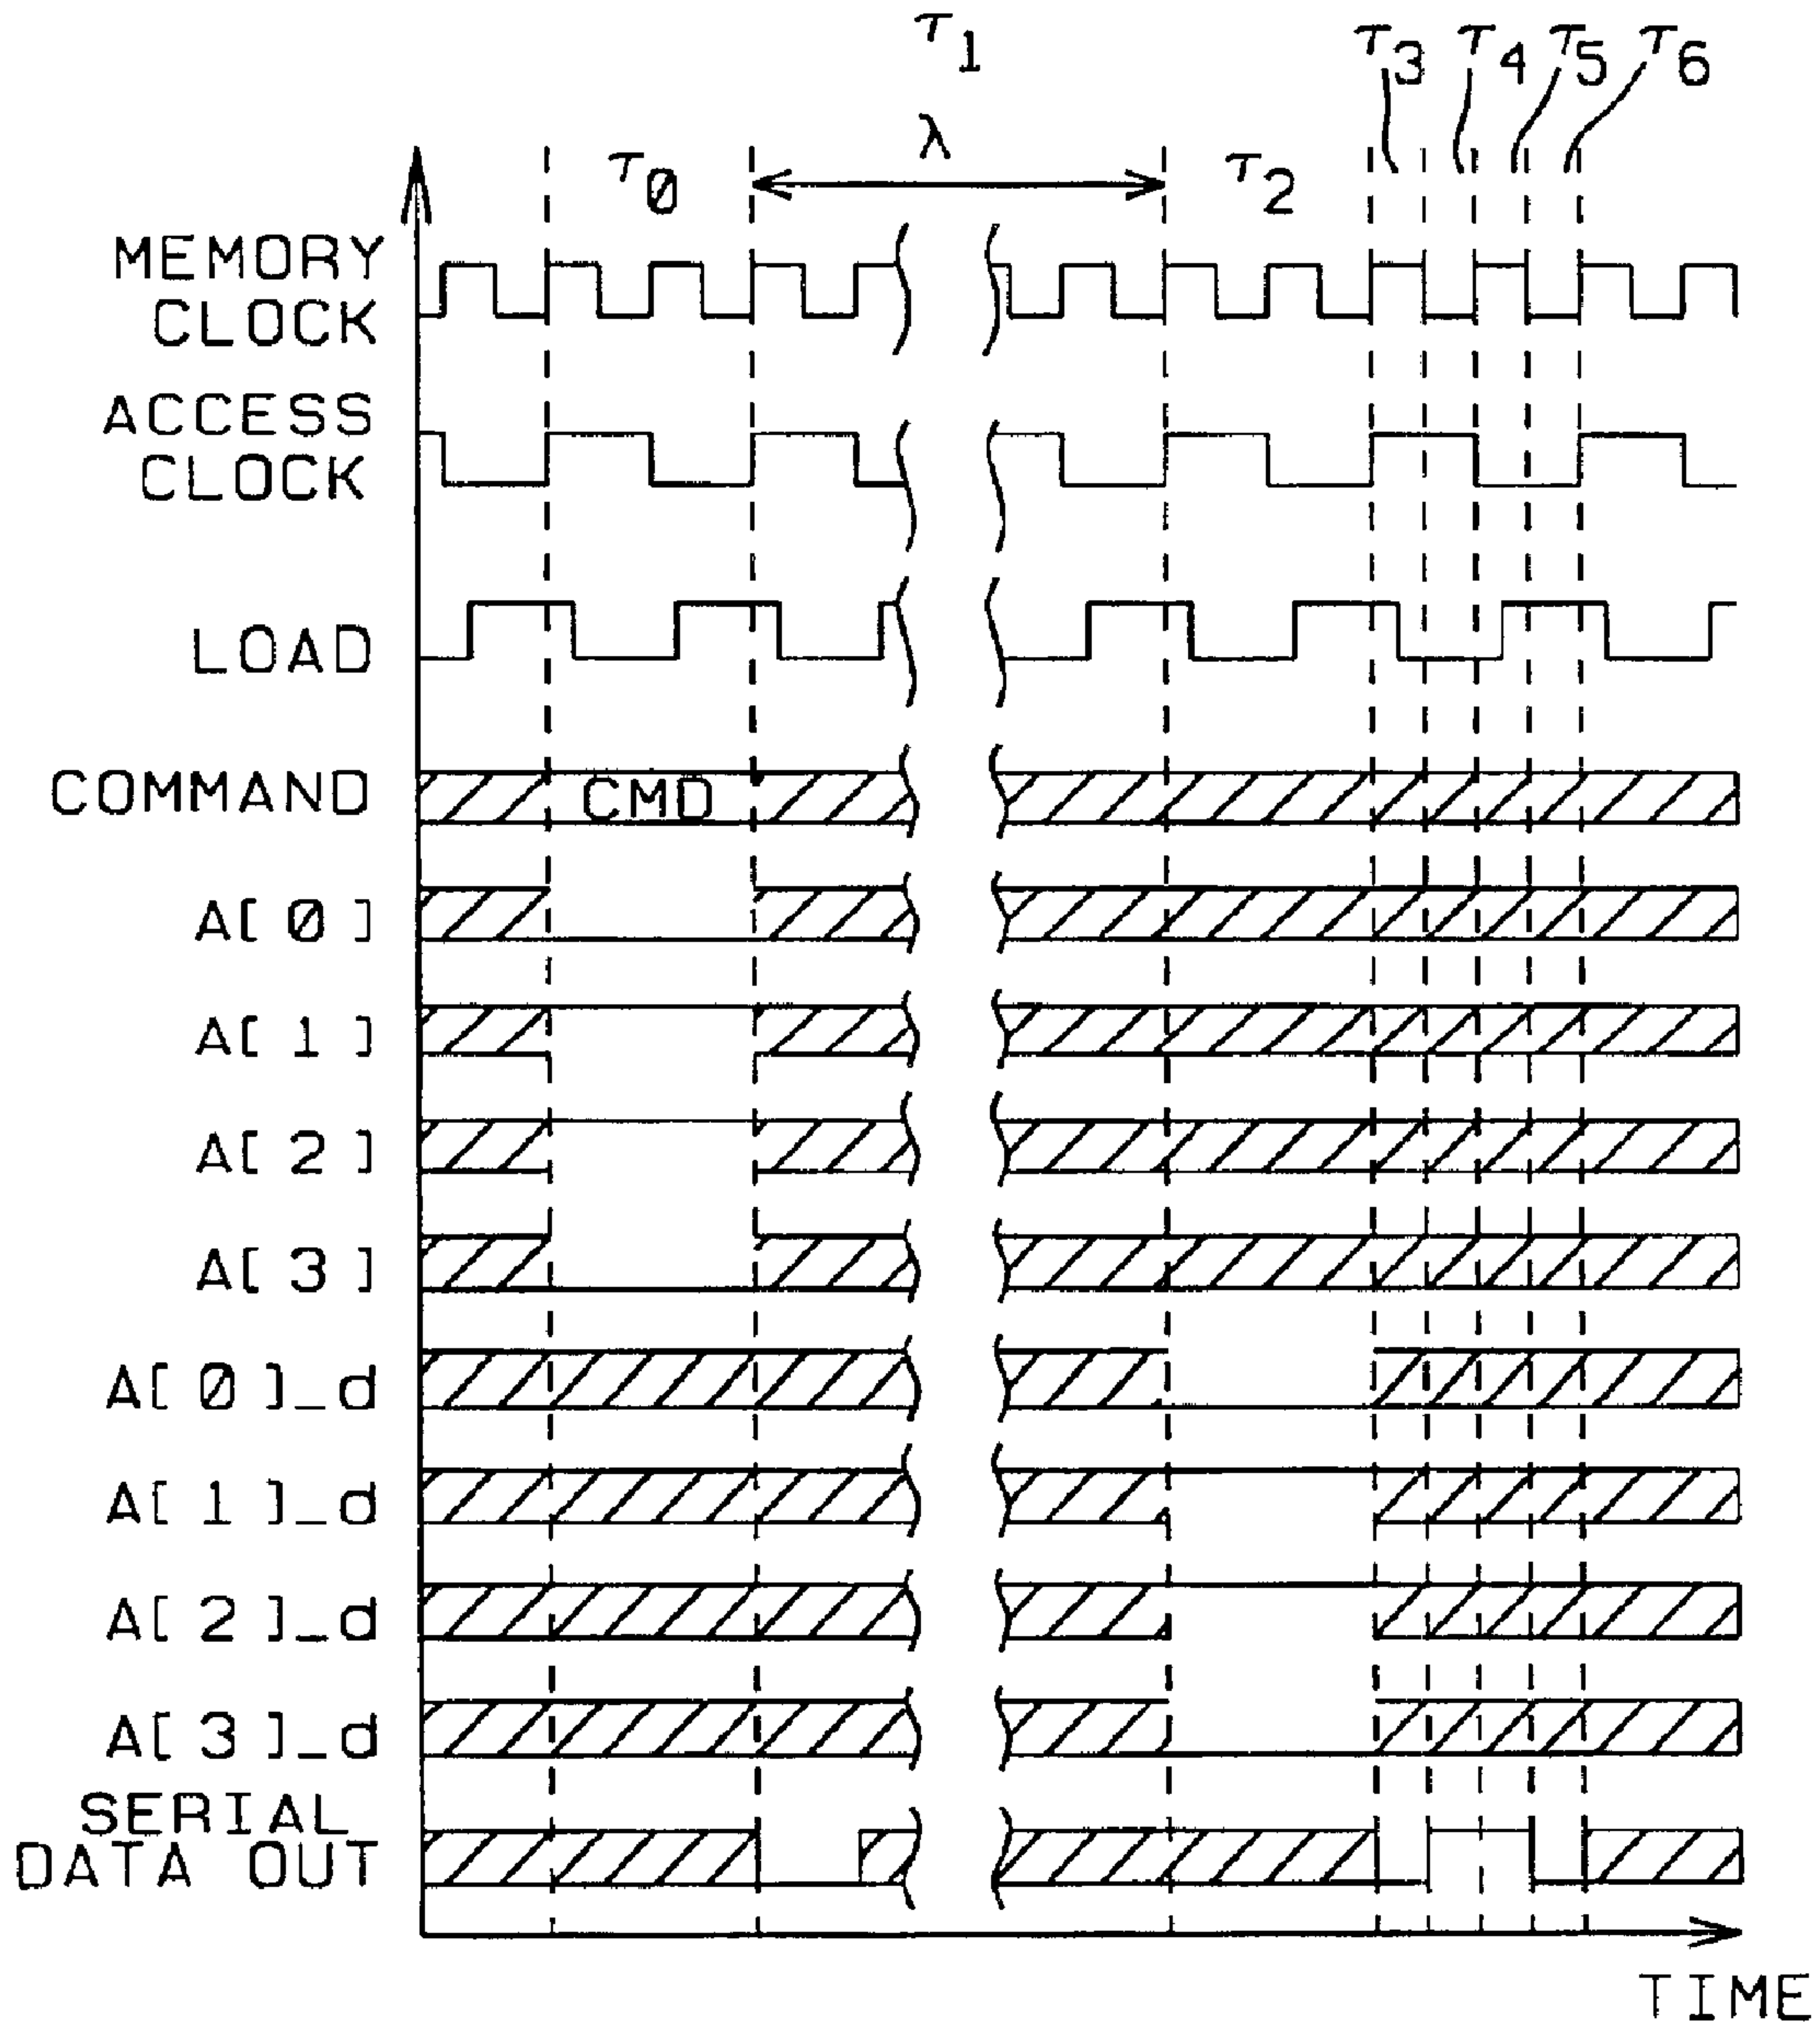 τ1
τ3 τ4 τ5 τ6
λ
τ0
τ2
MEMORY
CLOCK
ACCESS
CLOCK
LOAD
COMMAND
CMD
A[0]
A[1]
A[2]
A[3]
A[0]_d
A[1]_d
A[2]_d
A[3]_d
SERIAL
DATA OUT
TIME